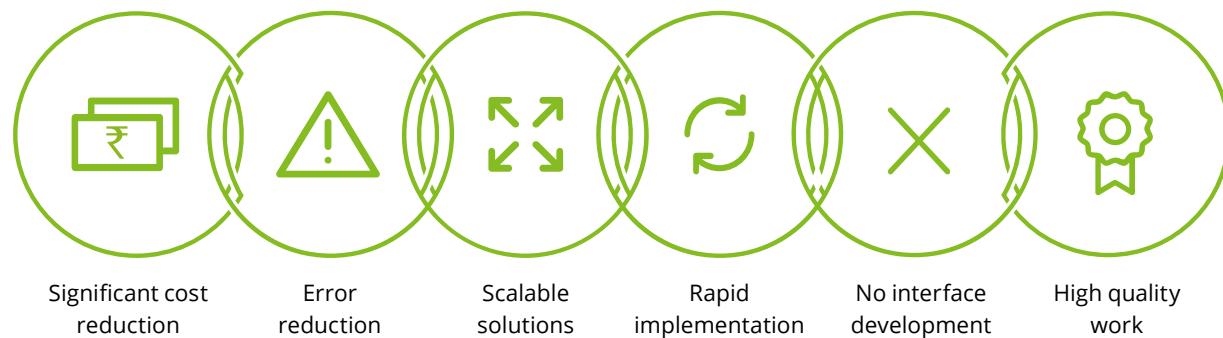 ₹
Significant cost
reduction
Error
reduction
Scalable
solutions
Rapid
implementation
No interface
development
High quality
work